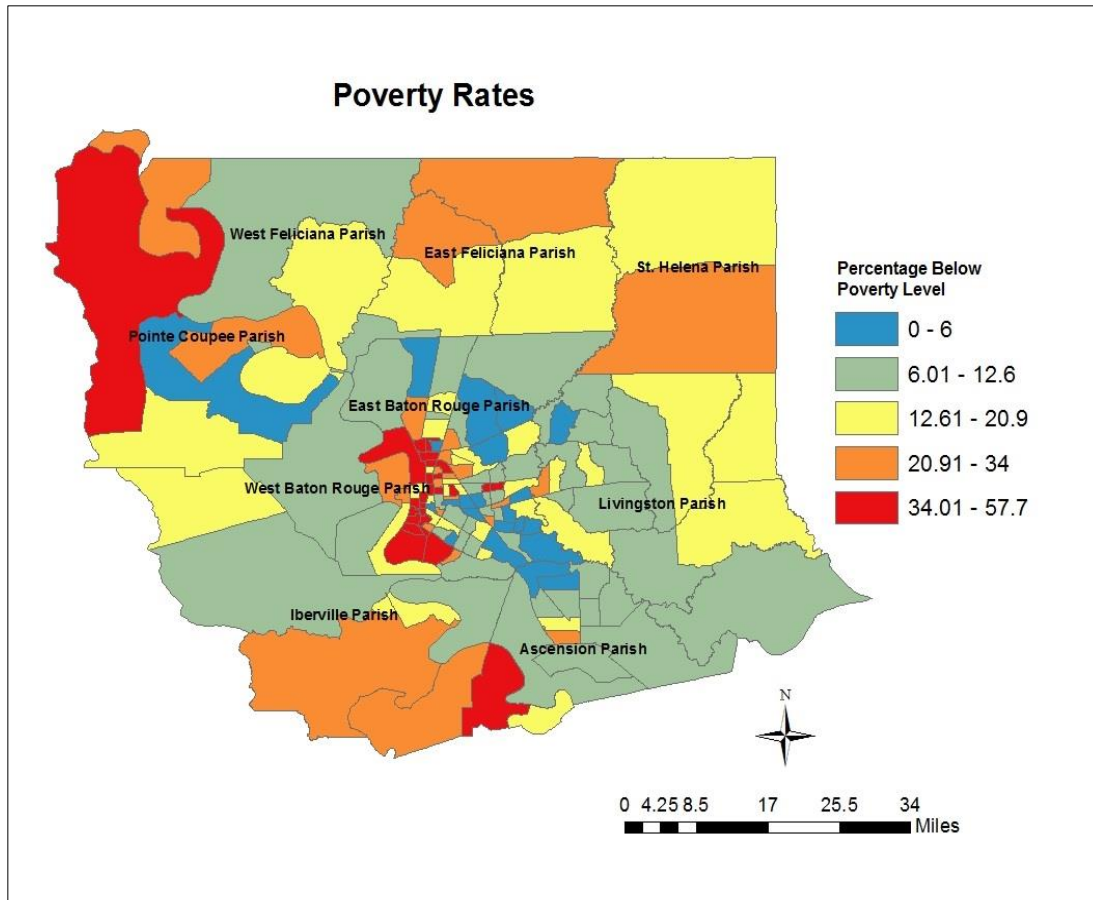 Poverty Rates
West Feliciana Parish
East Feliciana Parish
St. Helena Parish
Pointe Coupee Parish
East Baton Rouge Parish
West Baton Rouge Parish
Livingston Parish
Iberville Parish
Ascension Parish
Percentage Below
Poverty Level
0 - 6
6.01 - 12.6
12.61 - 20.9
20.91 - 34
34.01 - 57.7
N
0 4.25 8.5 17 25.5 34
Miles